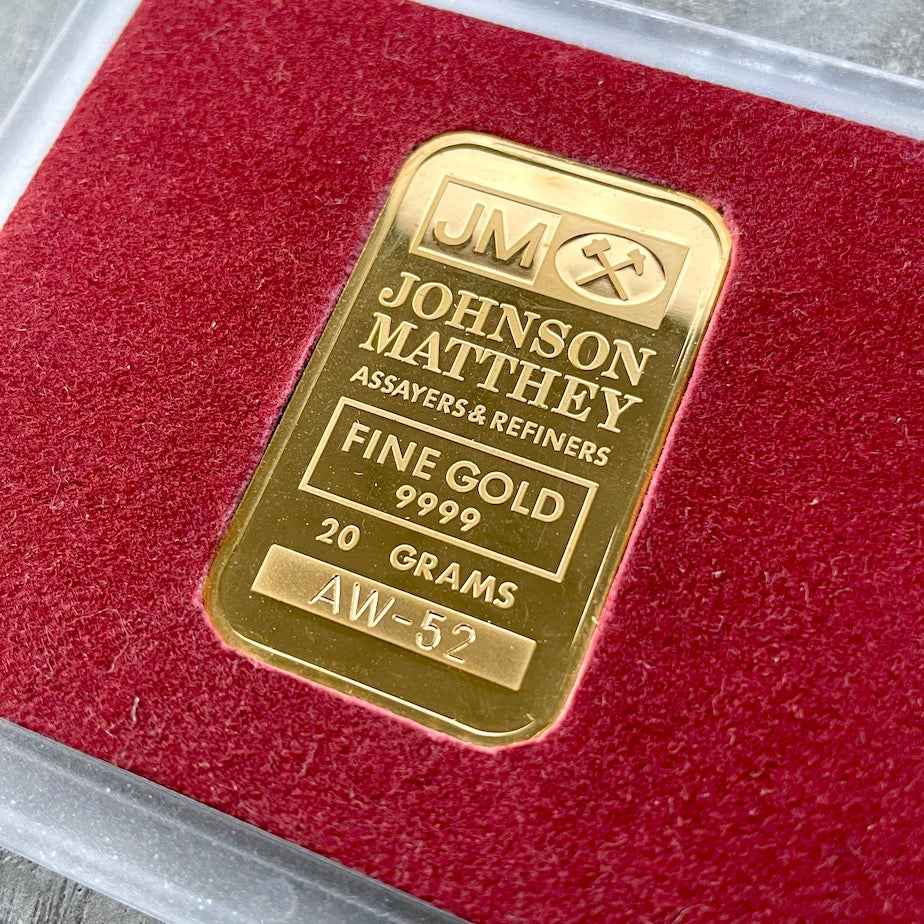 JM
JOHNSON
MATTHEY
ASSAYERS & REFINERS
FINE GOLD
9999
20 GRAMS
AW-52